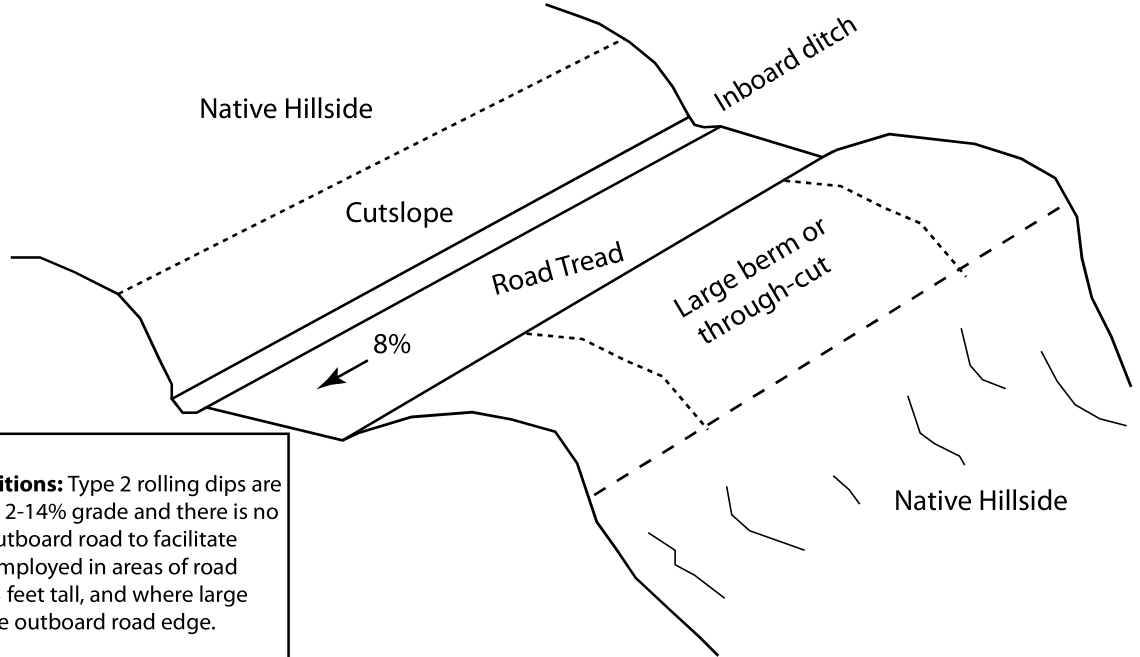 Inboard ditch
Native Hillside
Cutslope
Road Tread
Large berm or
through-cut
8%
itions: Type 2 rolling dips are
2-14% grade and there is no
utboard road to facilitate
mployed in areas of road
feet tall, and where large
e outboard road edge.
Native Hillside